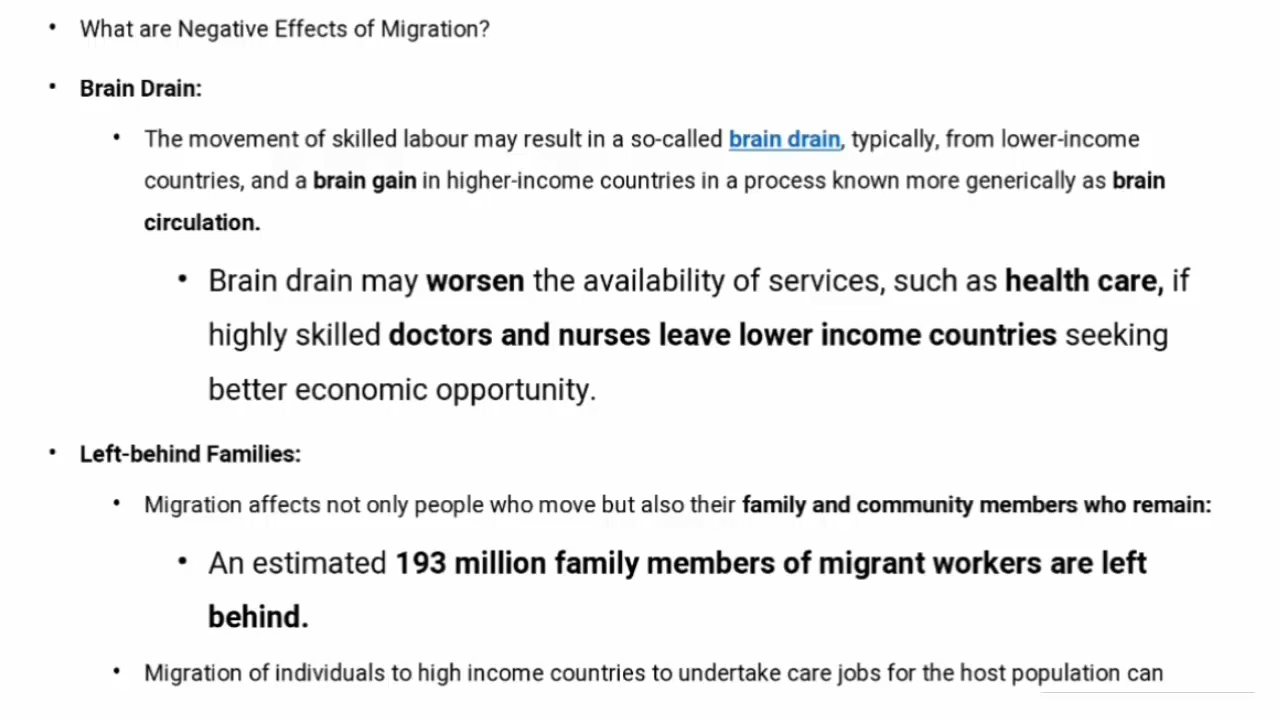 • What are Negative Effects of Migration?
• Brain Drain:
• The movement of skilled labour may result in a so-called brain drain, typically, from lower-income
countries, and a brain gain in higher-income countries in a process known more generically as brain
circulation.
• Brain drain may worsen the availability of services, such as health care, if
highly skilled doctors and nurses leave lower income countries seeking
better economic opportunity.
• Left-behind Families:
• Migration affects not only people who move but also their family and community members who remain:
• An estimated 193 million family members of migrant workers are left
behind.
• Migration of individuals to high income countries to undertake care jobs for the host population can